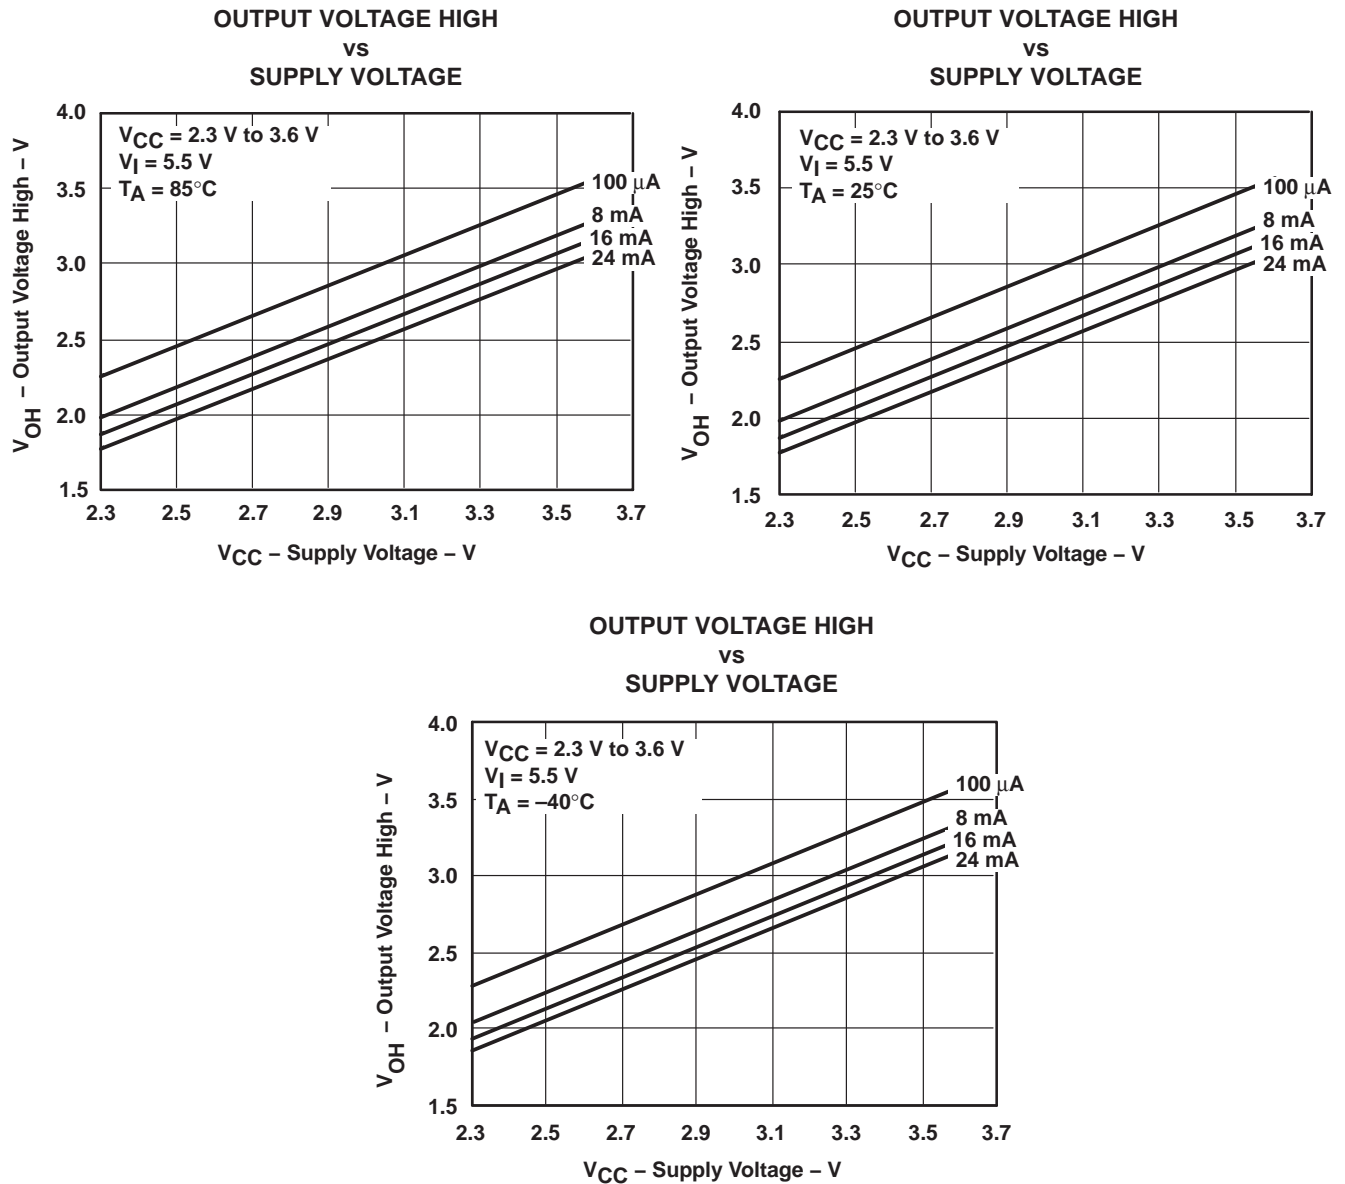 OUTPUT VOLTAGE HIGH
vs
SUPPLY VOLTAGE
VCC = 2.3 V to 3.6 V
VI = 5.5 V
TA = 85°C
100 μA
8 mA
16 mA
24 mA
4.0
3.5
3.0
2.5
2.0
1.5
VOH – Output Voltage High – V
2.3 2.5 2.7 2.9 3.1 3.3 3.5 3.7
VCC – Supply Voltage – V
OUTPUT VOLTAGE HIGH
vs
SUPPLY VOLTAGE
VCC = 2.3 V to 3.6 V
VI = 5.5 V
TA = 25°C
100 μA
8 mA
16 mA
24 mA
4.0
3.5
3.0
2.5
2.0
1.5
VOH – Output Voltage High – V
2.3 2.5 2.7 2.9 3.1 3.3 3.5 3.7
VCC – Supply Voltage – V
OUTPUT VOLTAGE HIGH
vs
SUPPLY VOLTAGE
VCC = 2.3 V to 3.6 V
VI = 5.5 V
TA = –40°C
100 μA
8 mA
16 mA
24 mA
4.0
3.5
3.0
2.5
2.0
1.5
VOH – Output Voltage High – V
2.3 2.5 2.7 2.9 3.1 3.3 3.5 3.7
VCC – Supply Voltage – V